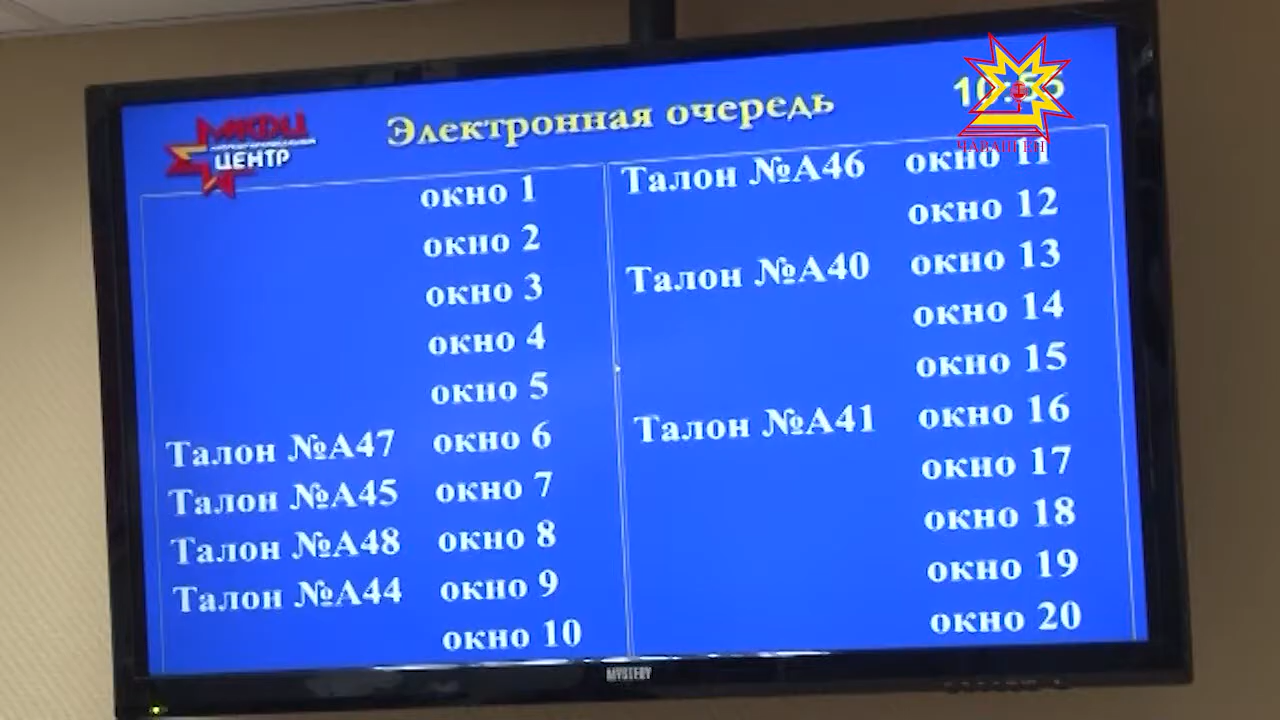 Электронная очередь
ЦЕНТР
ЧАВАШ ЕН
окно 1
окно 2
окно 3
окно 4
окно 5
Талон №А47 окно 6
Талон №А45 окно 7
Талон №А48 окно 8
Талон №А44 окно 9
окно 10
Талон №А46 окно 11
окно 12
Талон №А40 окно 13
окно 14
окно 15
Талон №А41 окно 16
окно 17
окно 18
окно 19
окно 20
MYSTERY